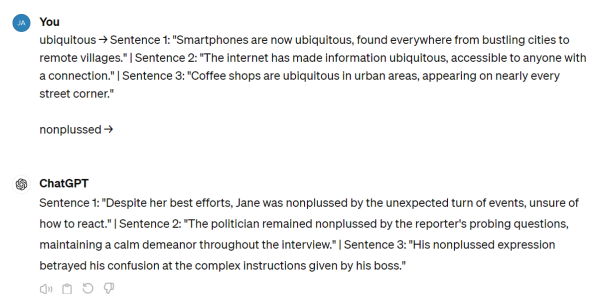 JA
You
ubiquitous → Sentence 1: "Smartphones are now ubiquitous, found everywhere from bustling cities to
remote villages." | Sentence 2: "The internet has made information ubiquitous, accessible to anyone with
a connection." | Sentence 3: "Coffee shops are ubiquitous in urban areas, appearing on nearly every
street corner."
nonplussed →
ChatGPT
Sentence 1: "Despite her best efforts, Jane was nonplussed by the unexpected turn of events, unsure of
how to react." | Sentence 2: "The politician remained nonplussed by the reporter's probing questions,
maintaining a calm demeanor throughout the interview." | Sentence 3: "His nonplussed expression
betrayed his confusion at the complex instructions given by his boss."